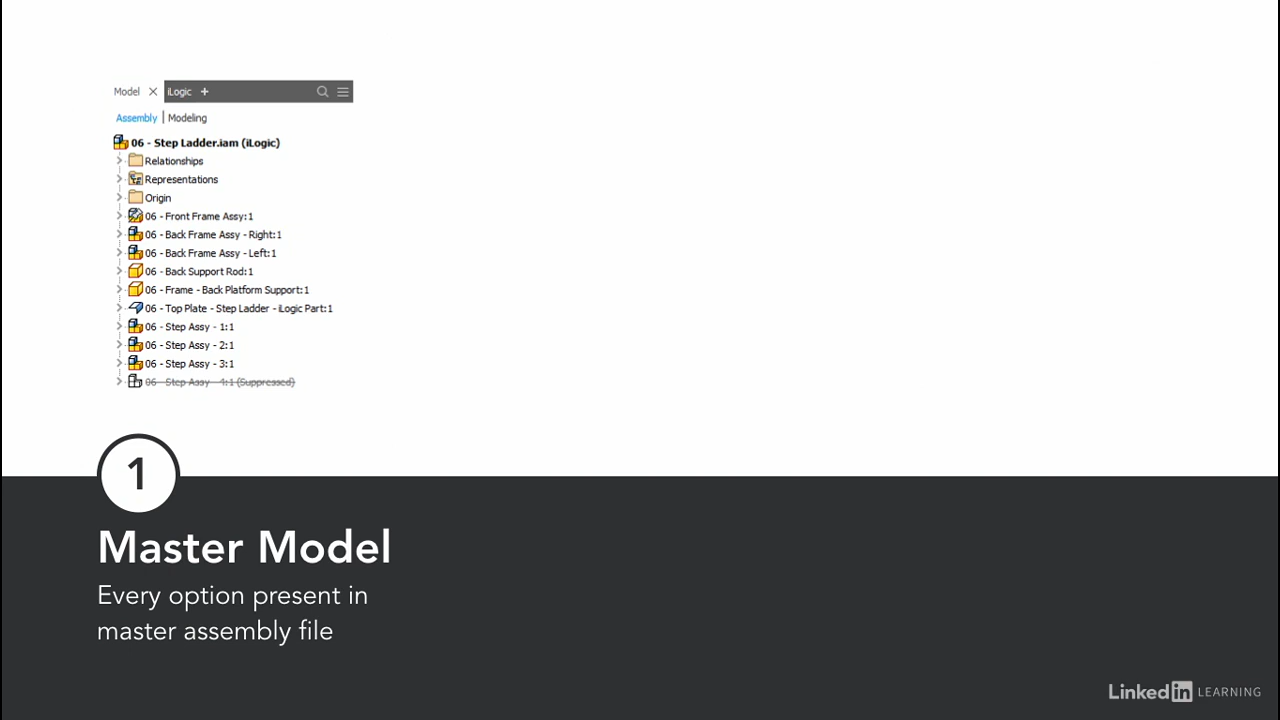 Model
iLogic +
Assembly | Modeling
06 - Step Ladder.iam (iLogic)
Relationships
Representations
Origin
06 - Front Frame Assy:1
06 - Back Frame Assy - Right:1
06 - Back Frame Assy - Left:1
06 - Back Support Rod:1
06 - Frame - Back Platform Support:1
06 - Top Plate - Step Ladder - iLogic Part:1
06 - Step Assy - 1:1
06 - Step Assy - 2:1
06 - Step Assy - 3:1
06 - Step Assy - 4:1 (Suppressed)
1
Master Model
Every option present in
master assembly file
Linked in LEARNING